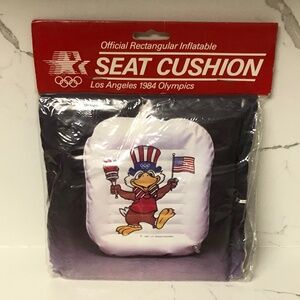 Official Rectangular Inflatable
SEAT CUSHION
Los Angeles 1984 Olympics